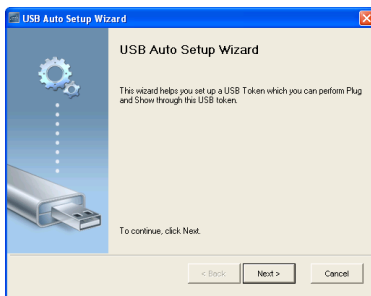 USB Auto Setup Wizard
USB Auto Setup Wizard
This wizard helps you set up a USB Token which you can perform Plug
and Show through this USB token.
To continue, click Next.
< Back Next > Cancel